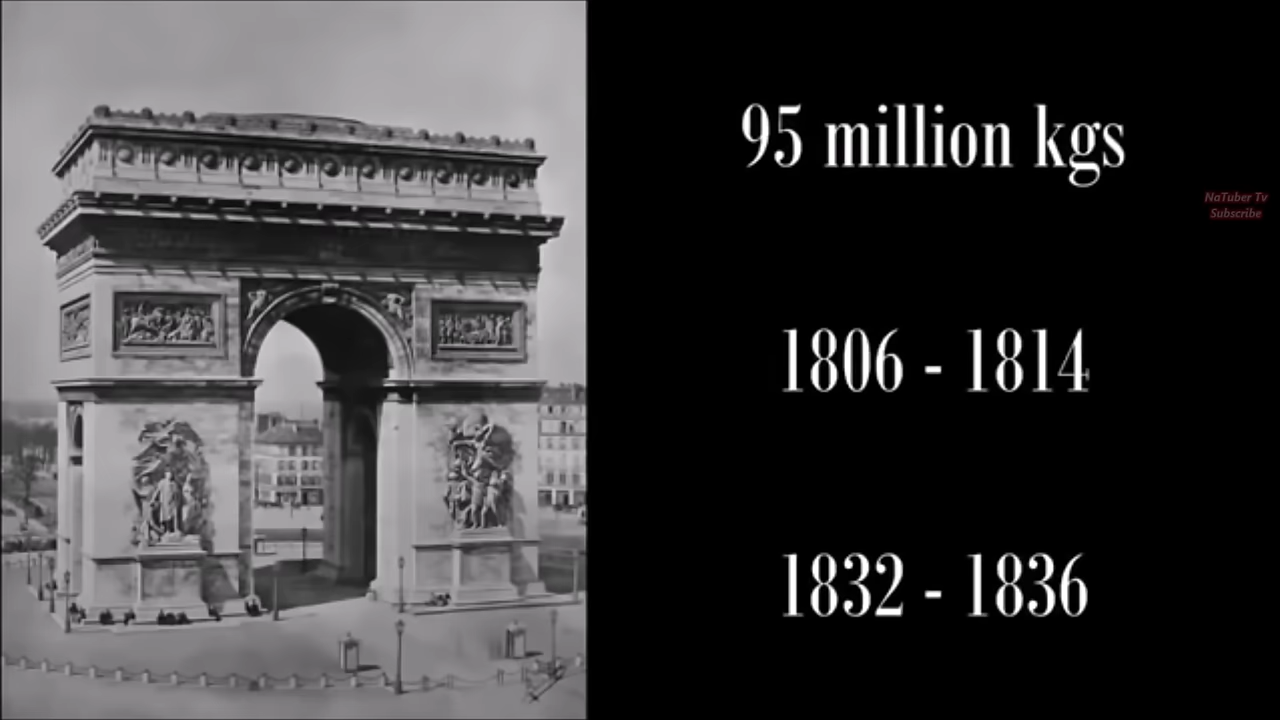 95 million kgs
NaTuber Tv
Subscribe
1806 - 1814
1832 - 1836